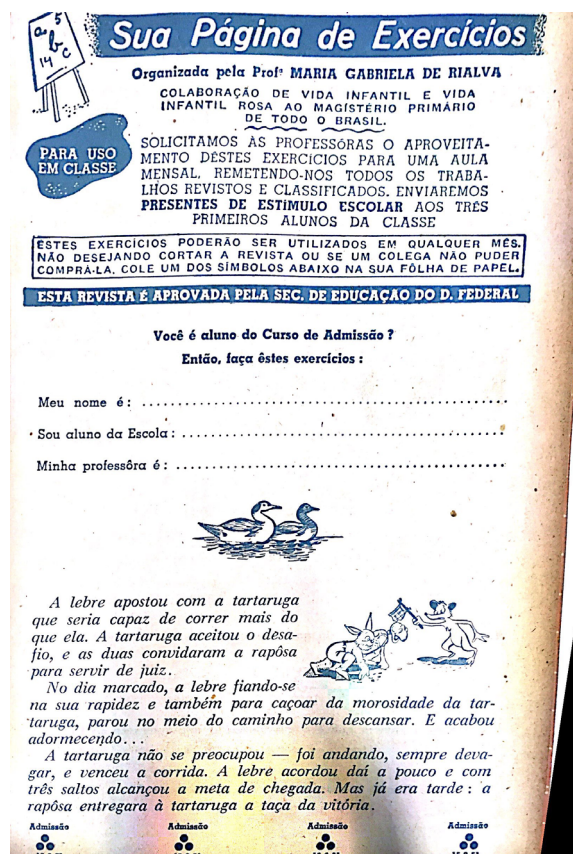 a 5
b
14 c
Sua Página de Exercícios
Organizada pela Profª MARIA GABRIELA DE RIALVA
COLABORAÇÃO DE VIDA INFANTIL E VIDA
INFANTIL ROSA AO MAGISTÉRIO PRIMÁRIO
DE TODO O BRASIL.
PARA USO
EM CLASSE
SOLICITAMOS ÀS PROFESSÔRAS O APROVEITA-
MENTO DÊSTES EXERCÍCIOS PARA UMA AULA
MENSAL, REMETENDO-NOS TODOS OS TRABA-
LHOS REVISTOS E CLASSIFICADOS. ENVIAREMOS
PRESENTES DE ESTÍMULO ESCOLAR AOS TRÊS
PRIMEIROS ALUNOS DA CLASSE
ÊSTES EXERCÍCIOS PODERÃO SER UTILIZADOS EM QUALQUER MÊS.
NÃO DESEJANDO CORTAR A REVISTA OU SE UM COLEGA NÃO PUDER
COMPRÁ-LA, COLE UM DOS SÍMBOLOS ABAIXO NA SUA FÔLHA DE PAPEL.
ESTA REVISTA É APROVADA PELA SEC. DE EDUCAÇÃO DO D. FEDERAL
Você é aluno do Curso de Admissão ?
Então, faça êstes exercícios :
Meu nome é : ..................................................
Sou aluno da Escola : ............................................
Minha professôra é : .............................................
A lebre apostou com a tartaruga
que seria capaz de correr mais do
que ela. A tartaruga aceitou o desa-
fio, e as duas convidaram a rapôsa
para servir de juiz.
No dia marcado, a lebre fiando-se
na sua rapidez e também para caçoar da morosidade da tar-
taruga, parou no meio do caminho para descansar. E acabou
adormecendo...
A tartaruga não se preocupou — foi andando, sempre deva-
gar, e venceu a corrida. A lebre acordou daí a pouco e com
três saltos alcançou a meta de chegada. Mas já era tarde : a
rapôsa entregara à tartaruga a taça da vitória.
Admissão Admissão Admissão Admissão